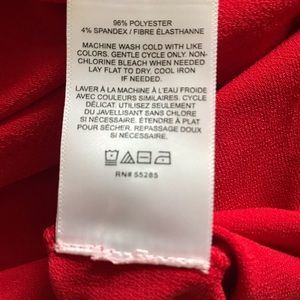 96% POLYESTER
4% SPANDEX / FIBRE ÉLASTHANNE
MACHINE WASH COLD WITH LIKE
COLORS. GENTLE CYCLE ONLY. NON-
CHLORINE BLEACH WHEN NEEDED
LAY FLAT TO DRY. COOL IRON
IF NEEDED.
LAVER À LA MACHINE À L'EAU FROIDE
AVEC COULEURS SIMILAIRES. CYCLE
DÉLICAT. UTILISEZ SEULEMENT
DU JAVELLISANT SANS CHLORE
SI NÉCESSAIRE. ÉTENDRE À PLAT
POUR SÉCHER. REPASSAGE DOUX
SI NÉCESSAIRE.
RN# 55285